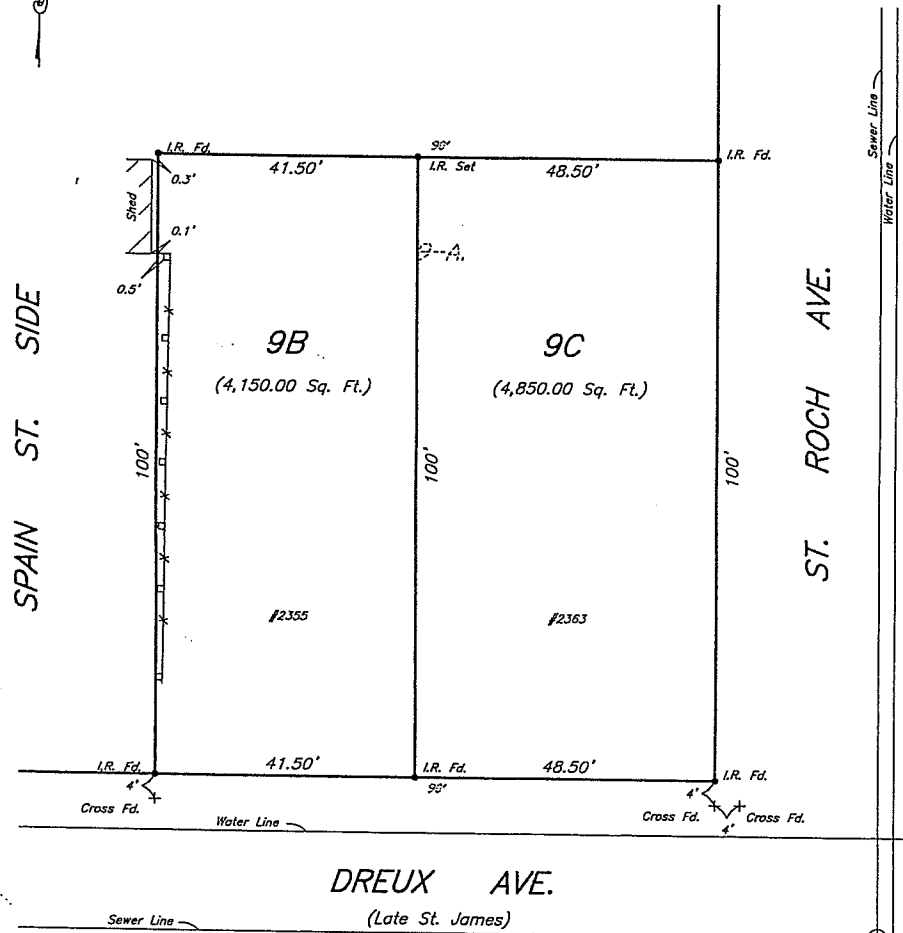 I.R. Fd.
90'
41.50'
I.R. Set
48.50'
I.R. Fd.
Sewer Line
Water Line
0.3'
Shed
0.1'
0.5'
9-A
SPAIN ST. SIDE
9B
(4,150.00 Sq. Ft.)
9C
(4,850.00 Sq. Ft.)
ST. ROCH AVE.
100'
100'
100'
#2355
#2363
I.R. Fd.
41.50'
I.R. Fd.
90'
48.50'
I.R. Fd.
4'
Cross Fd.
4'
Cross Fd.
4'
Cross Fd.
Water Line
DREUX AVE.
(Late St. James)
Sewer Line